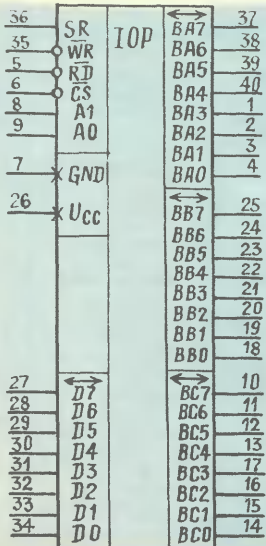 36 SR IOP BA7 37
35 WR BA6 38
5 RD BA5 39
6 CS BA4 40
8 A1 BA3 1
9 A0 BA2 2
BA1 3
7 GND BA0 4
26 Ucc BB7 25
BB6 24
BB5 23
BB4 22
BB3 21
BB2 20
BB1 19
BB0 18
27 D7 BC7 10
28 D6 BC6 11
29 D5 BC5 12
30 D4 BC4 13
31 D3 BC3 17
32 D2 BC2 16
33 D1 BC1 15
34 D0 BC0 14